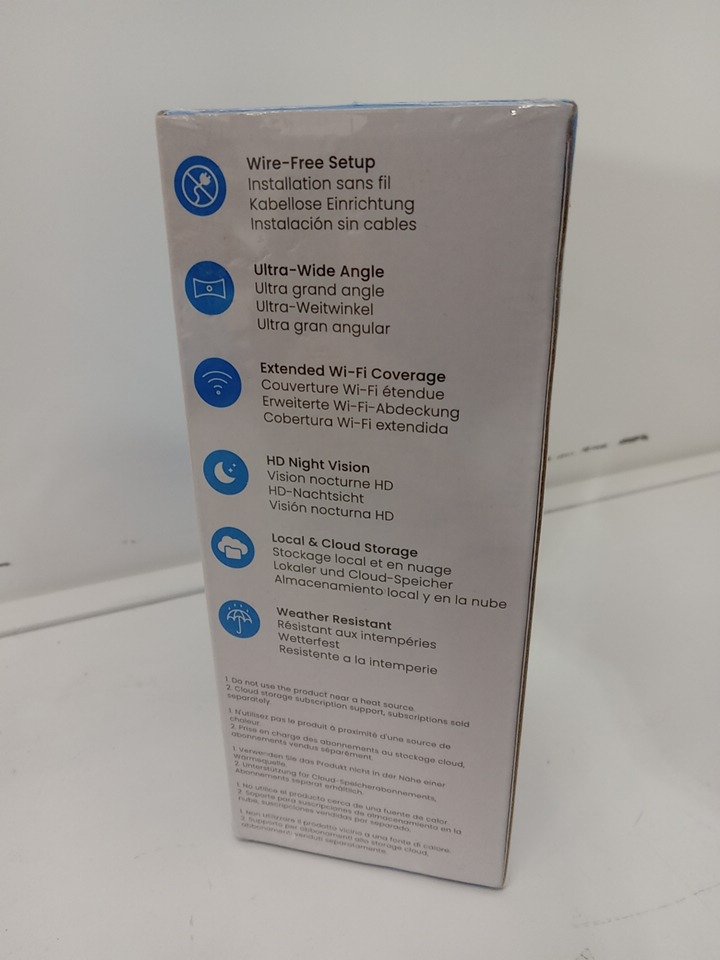 Wire-Free Setup
Installation sans fil
Kabellose Einrichtung
Instalación sin cables
Ultra-Wide Angle
Ultra grand angle
Ultra-Weitwinkel
Ultra gran angular
Extended Wi-Fi Coverage
Couverture Wi-Fi étendue
Erweiterte Wi-Fi-Abdeckung
Cobertura Wi-Fi extendida
HD Night Vision
Vision nocturne HD
HD-Nachtsicht
Visión nocturna HD
Local & Cloud Storage
Stockage local et en nuage
Lokaler und Cloud-Speicher
Almacenamiento local y en la nube
Weather Resistant
Résistant aux intempéries
Wetterfest
Resistente a la intemperie
1. Do not use the product near a heat source.
2. Cloud storage subscription support, subscriptions sold
separately.
1. N'utilisez pas le produit à proximité d'une source de
chaleur.
2. Prise en charge des abonnements au stockage cloud,
abonnements vendus séparément.
1. Verwenden Sie das Produkt nicht in der Nähe einer
Wärmequelle.
2. Unterstützung für Cloud-Speicherabonnements,
Abonnements separat erhältlich.
1. No utilice el producto cerca de una fuente de calor.
2. Soporte para suscripciones de almacenamiento en la
nube, suscripciones vendidas por separado.
1. Non utilizzare il prodotto vicino a una fonte di calore.
2. Supporto per abbonamenti allo storage cloud,
abbonamenti venduti separatamente.